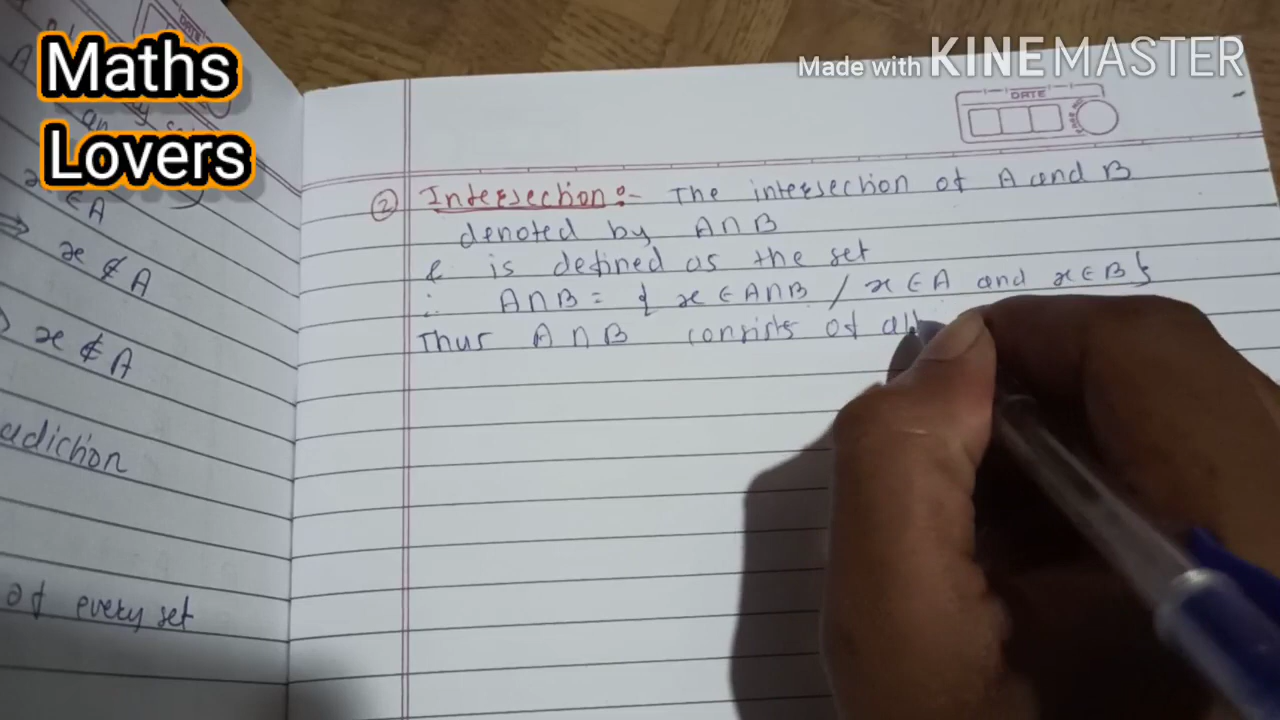 Maths
Lovers
Made with KINEMASTER
DATE
② Intersection :- The intersection of A and B
denoted by A∩B
& is defined as the set
∴ A∩B = { x ∈ A∩B / x ∈ A and x ∈ B }
Thus A ∩ B consists of all
∈ A
⇒ x ∉ A
x ∉ A
adiction
of every set